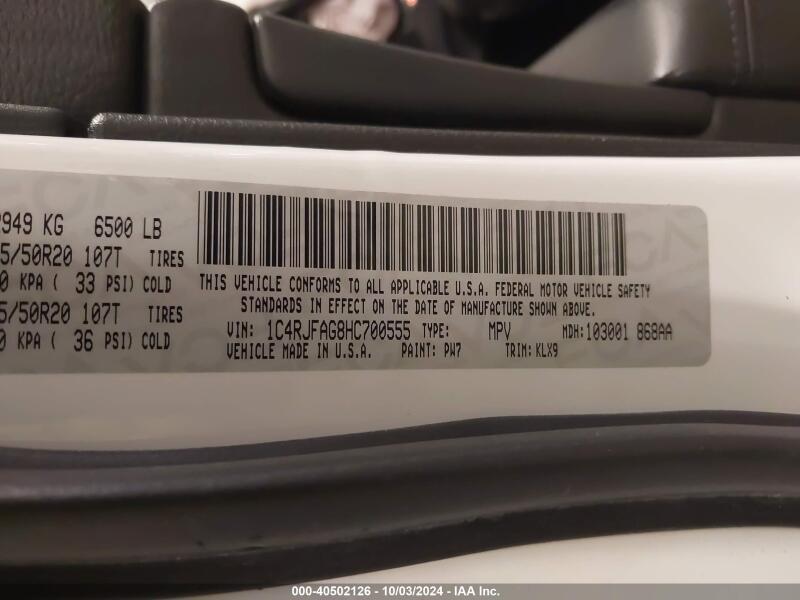 2949 KG 6500 LB
5/50R20 107T TIRES
0 KPA ( 33 PSI) COLD
5/50R20 107T TIRES
0 KPA ( 36 PSI) COLD
THIS VEHICLE CONFORMS TO ALL APPLICABLE U.S.A. FEDERAL MOTOR VEHICLE SAFETY
STANDARDS IN EFFECT ON THE DATE OF MANUFACTURE SHOWN ABOVE.
VIN: 1C4RJFAG8HC700555 TYPE: MPV MDH:103001 868AA
VEHICLE MADE IN U.S.A. PAINT: PW7 TRIM: KLX9
000-40502126 - 10/03/2024 - IAA Inc.